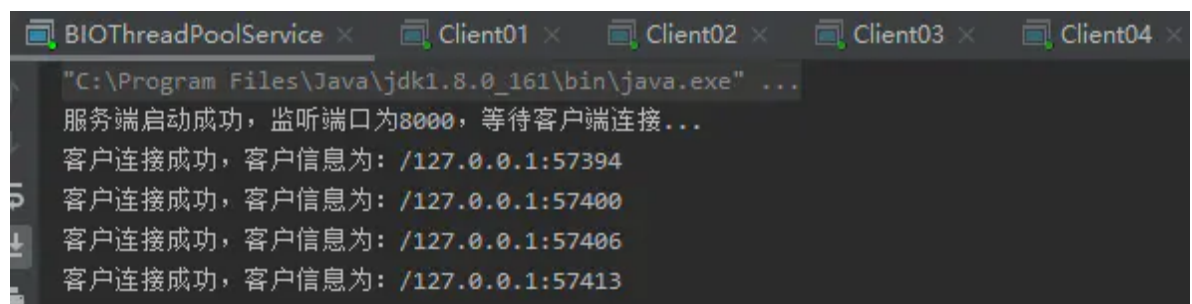 BIOThreadPoolService × Client01 × Client02 × Client03 × Client04 ×
"C:\Program Files\Java\jdk1.8.0_161\bin\java.exe" ...
服务端启动成功，监听端口为8000，等待客户端连接...
客户连接成功，客户信息为：/127.0.0.1:57394
客户连接成功，客户信息为：/127.0.0.1:57400
客户连接成功，客户信息为：/127.0.0.1:57406
客户连接成功，客户信息为：/127.0.0.1:57413